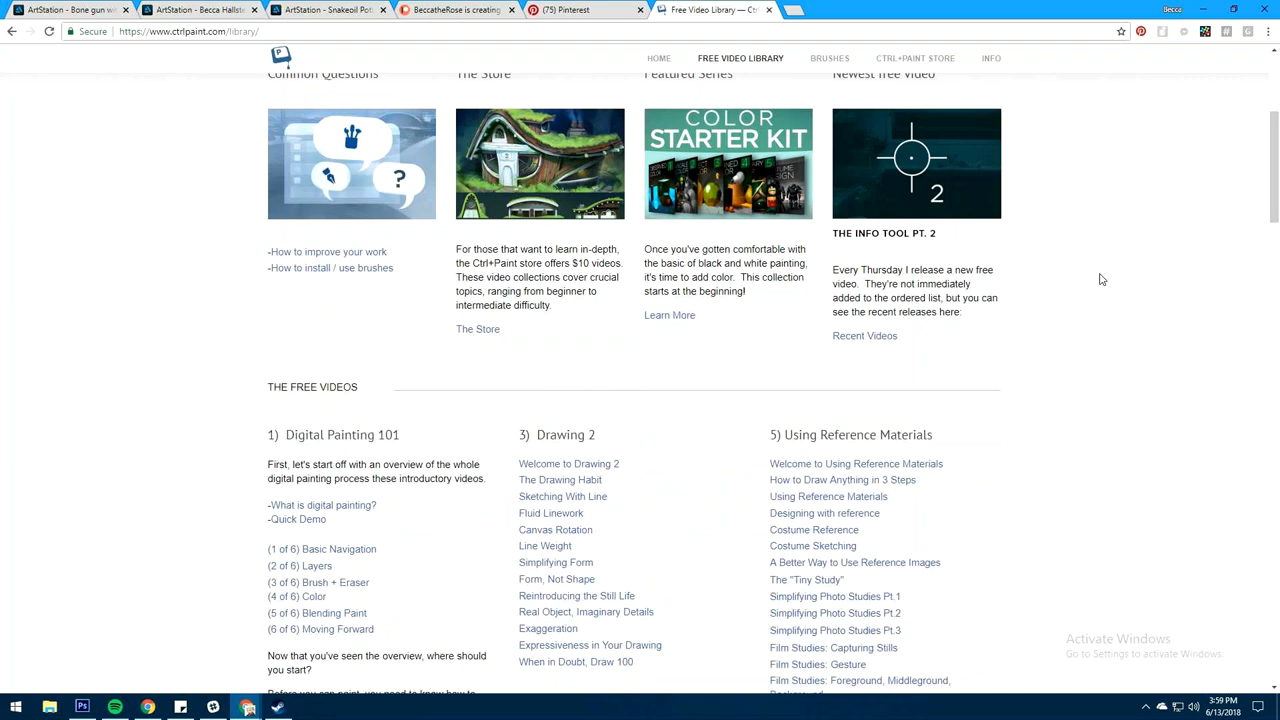 ArtStation - Bone gun w
ArtStation - Becca Hallste
ArtStation - Snakeoil Pot
BeccatheRose is creating
(75) Pinterest
Free Video Library — Ctr
Becca
Secure
https://www.ctrlpaint.com/library/
HOME
FREE VIDEO LIBRARY
BRUSHES
CTRL+PAINT STORE
INFO
Common Questions
The Store
Featured Series
Newest free Video
?
COLOR
STARTER KIT
2
-How to improve your work
-How to install / use brushes
For those that want to learn in-depth,
the Ctrl+Paint store offers $10 videos.
These video collections cover crucial
topics, ranging from beginner to
intermediate difficulty.
The Store
Once you've gotten comfortable with
the basic of black and white painting,
it's time to add color. This collection
starts at the beginning!
Learn More
THE INFO TOOL PT. 2
Every Thursday I release a new free
video. They're not immediately
added to the ordered list, but you can
see the recent releases here:
Recent Videos
THE FREE VIDEOS
1) Digital Painting 101
First, let's start off with an overview of the whole
digital painting process these introductory videos.
-What is digital painting?
-Quick Demo
(1 of 6) Basic Navigation
(2 of 6) Layers
(3 of 6) Brush + Eraser
(4 of 6) Color
(5 of 6) Blending Paint
(6 of 6) Moving Forward
Now that you've seen the overview, where should
you start?
Before you can paint, you need to know how to
3) Drawing 2
Welcome to Drawing 2
The Drawing Habit
Sketching With Line
Fluid Linework
Canvas Rotation
Line Weight
Simplifying Form
Form, Not Shape
Reintroducing the Still Life
Real Object, Imaginary Details
Exaggeration
Expressiveness in Your Drawing
When in Doubt, Draw 100
5) Using Reference Materials
Welcome to Using Reference Materials
How to Draw Anything in 3 Steps
Using Reference Materials
Designing with reference
Costume Reference
Costume Sketching
A Better Way to Use Reference Images
The "Tiny Study"
Simplifying Photo Studies Pt.1
Simplifying Photo Studies Pt.2
Simplifying Photo Studies Pt.3
Film Studies: Capturing Stills
Film Studies: Gesture
Film Studies: Foreground, Middleground,
Background
Activate Windows
Go to Settings to activate Windows.
Ps
3:59 PM
6/13/2018